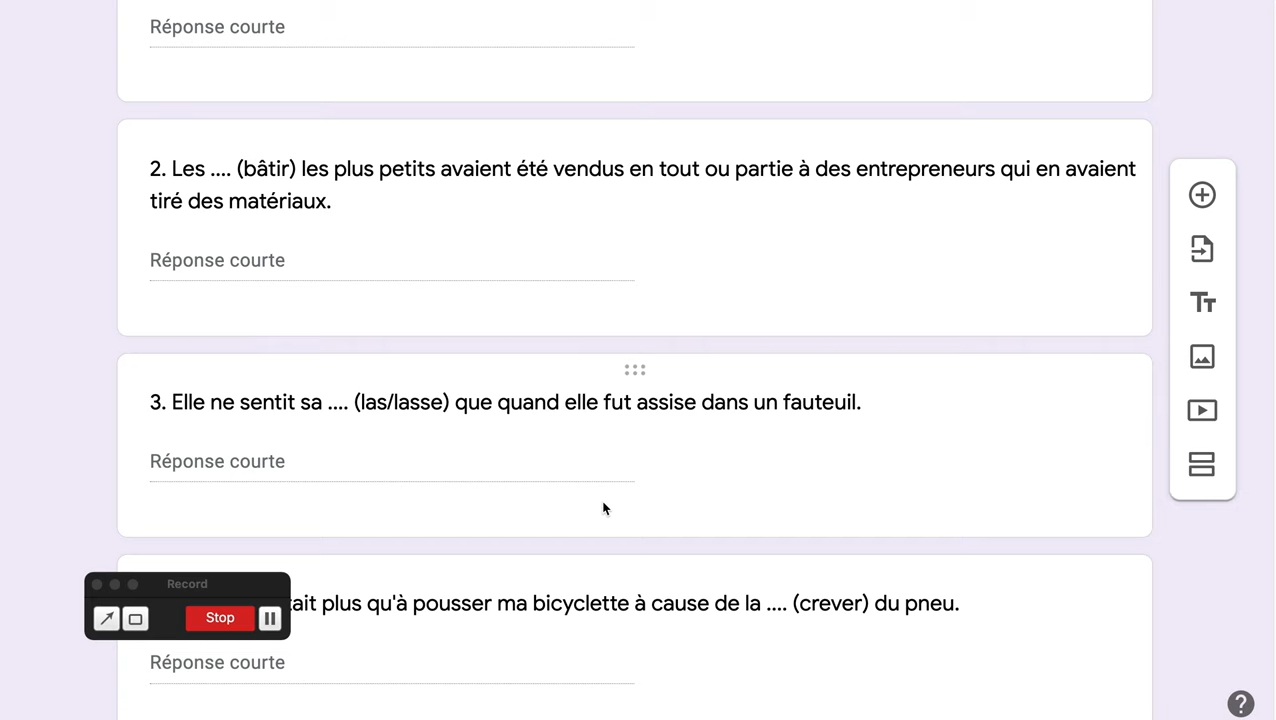 Réponse courte
2. Les .... (bâtir) les plus petits avaient été vendus en tout ou partie à des entrepreneurs qui en avaient
tiré des matériaux.
Réponse courte
3. Elle ne sentit sa .... (las/lasse) que quand elle fut assise dans un fauteuil.
Réponse courte
Record
Stop
plus qu'à pousser ma bicyclette à cause de la .... (crever) du pneu.
Réponse courte
Tт
?